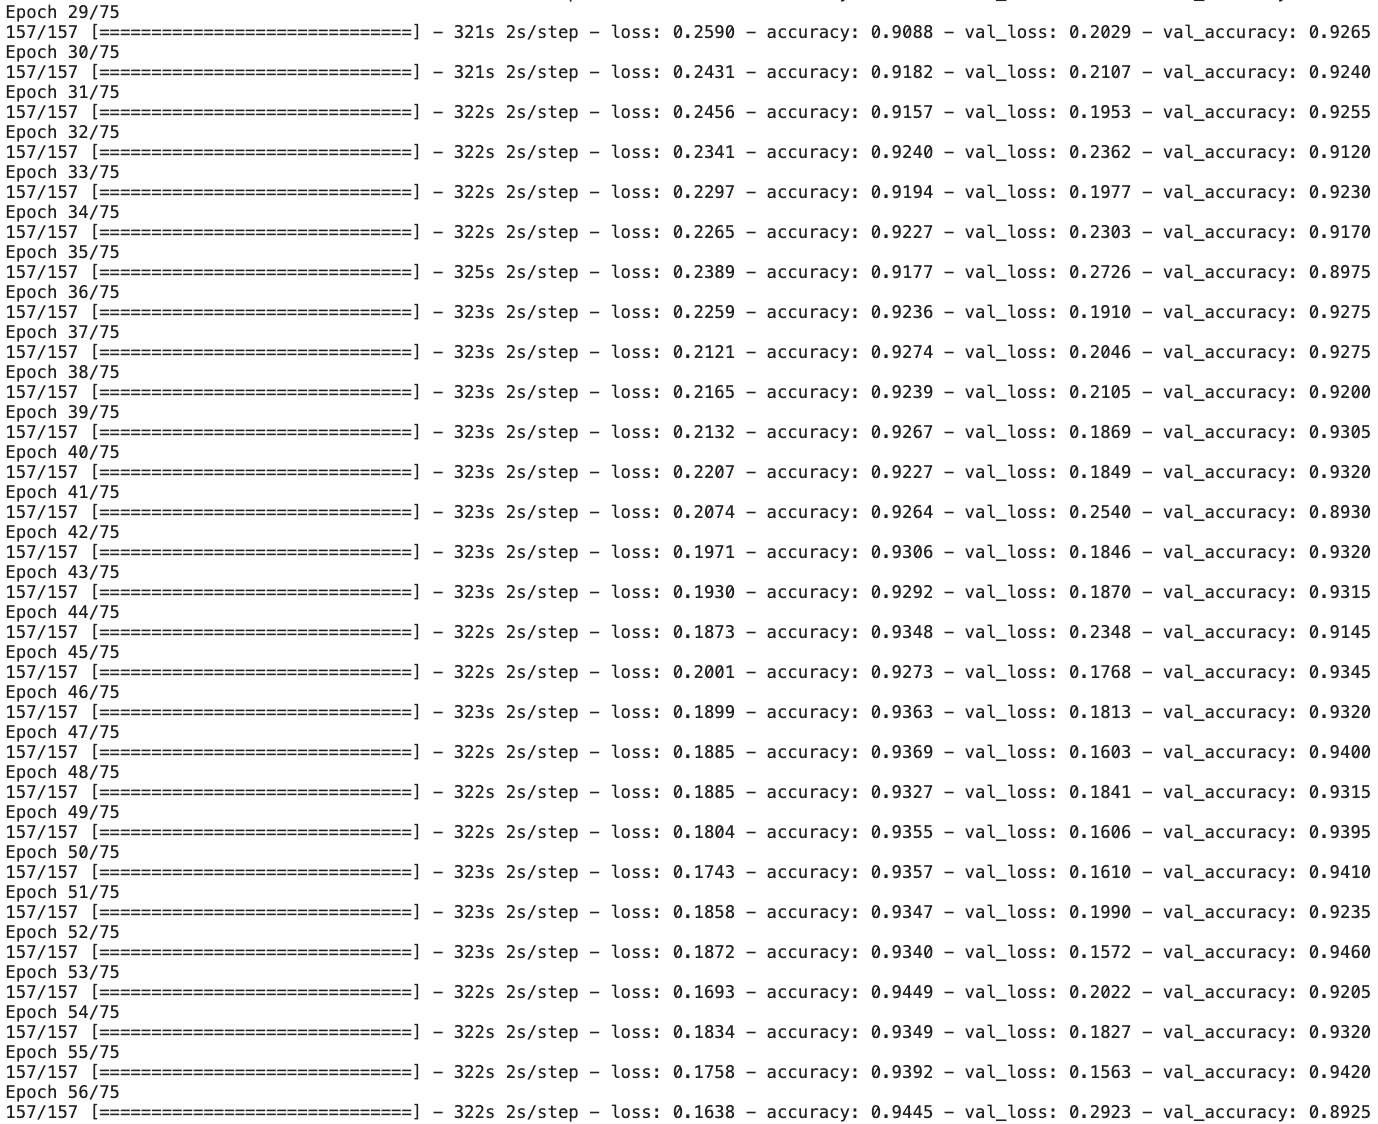 Epoch 29/75
157/157 [==============================] - 321s 2s/step - loss: 0.2590 - accuracy: 0.9088 - val_loss: 0.2029 - val_accuracy: 0.9265
Epoch 30/75
157/157 [==============================] - 321s 2s/step - loss: 0.2431 - accuracy: 0.9182 - val_loss: 0.2107 - val_accuracy: 0.9240
Epoch 31/75
157/157 [==============================] - 322s 2s/step - loss: 0.2456 - accuracy: 0.9157 - val_loss: 0.1953 - val_accuracy: 0.9255
Epoch 32/75
157/157 [==============================] - 322s 2s/step - loss: 0.2341 - accuracy: 0.9240 - val_loss: 0.2362 - val_accuracy: 0.9120
Epoch 33/75
157/157 [==============================] - 322s 2s/step - loss: 0.2297 - accuracy: 0.9194 - val_loss: 0.1977 - val_accuracy: 0.9230
Epoch 34/75
157/157 [==============================] - 322s 2s/step - loss: 0.2265 - accuracy: 0.9227 - val_loss: 0.2303 - val_accuracy: 0.9170
Epoch 35/75
157/157 [==============================] - 325s 2s/step - loss: 0.2389 - accuracy: 0.9177 - val_loss: 0.2726 - val_accuracy: 0.8975
Epoch 36/75
157/157 [==============================] - 323s 2s/step - loss: 0.2259 - accuracy: 0.9236 - val_loss: 0.1910 - val_accuracy: 0.9275
Epoch 37/75
157/157 [==============================] - 323s 2s/step - loss: 0.2121 - accuracy: 0.9274 - val_loss: 0.2046 - val_accuracy: 0.9275
Epoch 38/75
157/157 [==============================] - 323s 2s/step - loss: 0.2165 - accuracy: 0.9239 - val_loss: 0.2105 - val_accuracy: 0.9200
Epoch 39/75
157/157 [==============================] - 323s 2s/step - loss: 0.2132 - accuracy: 0.9267 - val_loss: 0.1869 - val_accuracy: 0.9305
Epoch 40/75
157/157 [==============================] - 323s 2s/step - loss: 0.2207 - accuracy: 0.9227 - val_loss: 0.1849 - val_accuracy: 0.9320
Epoch 41/75
157/157 [==============================] - 323s 2s/step - loss: 0.2074 - accuracy: 0.9264 - val_loss: 0.2540 - val_accuracy: 0.8930
Epoch 42/75
157/157 [==============================] - 323s 2s/step - loss: 0.1971 - accuracy: 0.9306 - val_loss: 0.1846 - val_accuracy: 0.9320
Epoch 43/75
157/157 [==============================] - 323s 2s/step - loss: 0.1930 - accuracy: 0.9292 - val_loss: 0.1870 - val_accuracy: 0.9315
Epoch 44/75
157/157 [==============================] - 322s 2s/step - loss: 0.1873 - accuracy: 0.9348 - val_loss: 0.2348 - val_accuracy: 0.9145
Epoch 45/75
157/157 [==============================] - 322s 2s/step - loss: 0.2001 - accuracy: 0.9273 - val_loss: 0.1768 - val_accuracy: 0.9345
Epoch 46/75
157/157 [==============================] - 323s 2s/step - loss: 0.1899 - accuracy: 0.9363 - val_loss: 0.1813 - val_accuracy: 0.9320
Epoch 47/75
157/157 [==============================] - 322s 2s/step - loss: 0.1885 - accuracy: 0.9369 - val_loss: 0.1603 - val_accuracy: 0.9400
Epoch 48/75
157/157 [==============================] - 322s 2s/step - loss: 0.1885 - accuracy: 0.9327 - val_loss: 0.1841 - val_accuracy: 0.9315
Epoch 49/75
157/157 [==============================] - 322s 2s/step - loss: 0.1804 - accuracy: 0.9355 - val_loss: 0.1606 - val_accuracy: 0.9395
Epoch 50/75
157/157 [==============================] - 323s 2s/step - loss: 0.1743 - accuracy: 0.9357 - val_loss: 0.1610 - val_accuracy: 0.9410
Epoch 51/75
157/157 [==============================] - 323s 2s/step - loss: 0.1858 - accuracy: 0.9347 - val_loss: 0.1990 - val_accuracy: 0.9235
Epoch 52/75
157/157 [==============================] - 323s 2s/step - loss: 0.1872 - accuracy: 0.9340 - val_loss: 0.1572 - val_accuracy: 0.9460
Epoch 53/75
157/157 [==============================] - 322s 2s/step - loss: 0.1693 - accuracy: 0.9449 - val_loss: 0.2022 - val_accuracy: 0.9205
Epoch 54/75
157/157 [==============================] - 322s 2s/step - loss: 0.1834 - accuracy: 0.9349 - val_loss: 0.1827 - val_accuracy: 0.9320
Epoch 55/75
157/157 [==============================] - 322s 2s/step - loss: 0.1758 - accuracy: 0.9392 - val_loss: 0.1563 - val_accuracy: 0.9420
Epoch 56/75
157/157 [==============================] - 322s 2s/step - loss: 0.1638 - accuracy: 0.9445 - val_loss: 0.2923 - val_accuracy: 0.8925